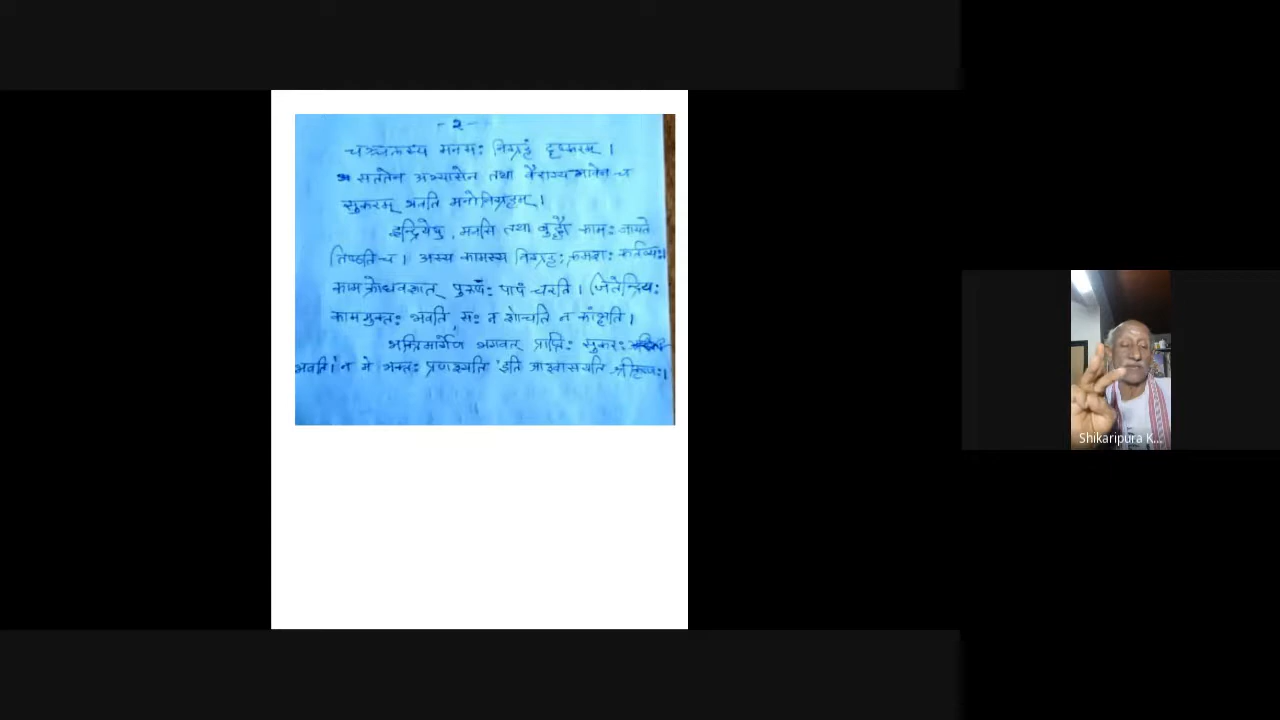 -२-
चञ्चलस्य मनसः निग्रहं दुष्करम् ।
सततेन अभ्यासेन तथा वैराग्यभावेन च
सुकरम् भवति मनोनिग्रहम् ।
इन्द्रियेषु, मनसि तथा बुद्धौ कामः जायते
तिष्ठति च । अस्य कामस्य निग्रहः क्रमशः कर्तव्यः।
कामक्रोधवशात् पुरुषः पापं चरति । जितेन्द्रियः
काममुक्तः भवति, सः न शोचति न कांक्षति ।
भक्तिमार्गेण भगवत् प्राप्तिः सुकरः
भवति। 'न मे भक्तः प्रणश्यति' इति आश्वासयति श्रीकृष्णः।
Shikaripura K...